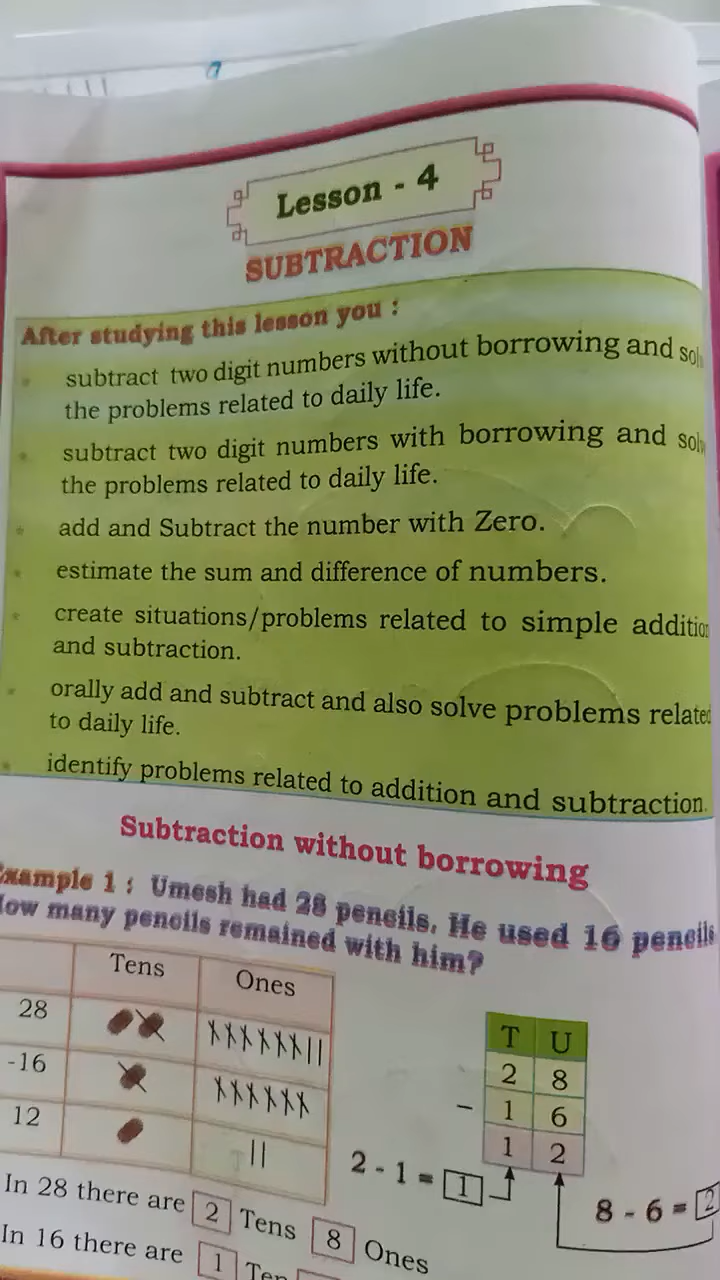 Lesson - 4
SUBTRACTION
After studying this lesson you :
subtract two digit numbers without borrowing and
the problems related to daily life.
subtract two digit numbers with borrowing and
the problems related to daily life.
add and Subtract the number with Zero.
estimate the sum and difference of numbers.
create situations/problems related to simple
and subtraction.
orally add and subtract and also solve problems
to daily life.
identify problems related to addition and subtraction.
Subtraction without borrowing
Example 1 : Umesh had 28 pencils. He used 16 pencils
How many pencils remained with him?
Tens Ones
28
-16
12
T U
2 8
- 1 6
1 2
2 - 1 = 1
8 - 6 = 2
In 28 there are 2 Tens 8 Ones
In 16 there are 1